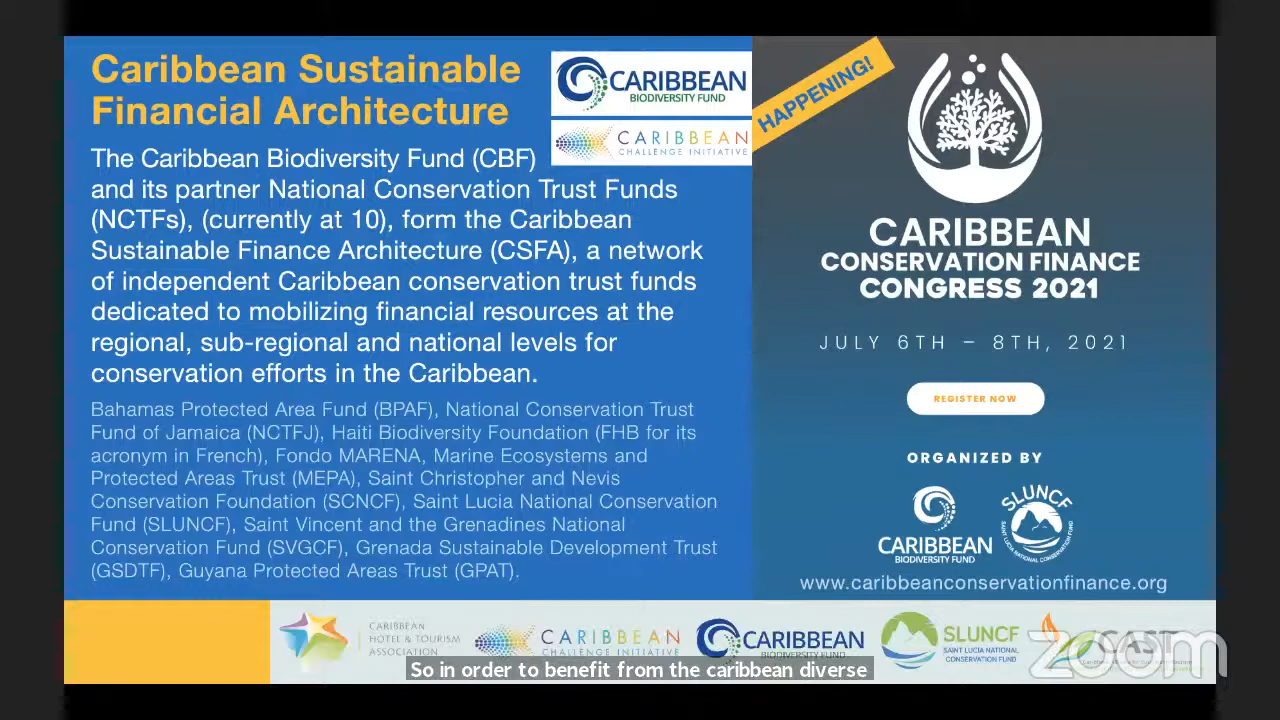 Caribbean Sustainable
Financial Architecture
CARIBBEAN
BIODIVERSITY FUND
CARIBBEAN
CHALLENGE INITIATIVE
The Caribbean Biodiversity Fund (CBF)
and its partner National Conservation Trust Funds
(NCTFs), (currently at 10), form the Caribbean
Sustainable Finance Architecture (CSFA), a network
of independent Caribbean conservation trust funds
dedicated to mobilizing financial resources at the
regional, sub-regional and national levels for
conservation efforts in the Caribbean.
Bahamas Protected Area Fund (BPAF), National Conservation Trust
Fund of Jamaica (NCTFJ), Haiti Biodiversity Foundation (FHB for its
acronym in French), Fondo MARENA, Marine Ecosystems and
Protected Areas Trust (MEPA), Saint Christopher and Nevis
Conservation Foundation (SCNCF), Saint Lucia National Conservation
Fund (SLUNCF), Saint Vincent and the Grenadines National
Conservation Fund (SVGCF), Grenada Sustainable Development Trust
(GSDTF), Guyana Protected Areas Trust (GPAT).
HAPPENING!
CARIBBEAN
CONSERVATION FINANCE
CONGRESS 2021
JULY 6TH – 8TH, 2021
REGISTER NOW
ORGANIZED BY
CARIBBEAN
BIODIVERSITY FUND
SLUNCF
SAINT LUCIA NATIONAL CONSERVATION FUND
www.caribbeanconservationfinance.org
CARIBBEAN
HOTEL & TOURISM
ASSOCIATION
CARIBBEAN
CHALLENGE INITIATIVE
CARIBBEAN
BIODIVERSITY FUND
SLUNCF
SAINT LUCIA NATIONAL
CONSERVATION FUND
CAST
zoom
So in order to benefit from the caribbean diverse